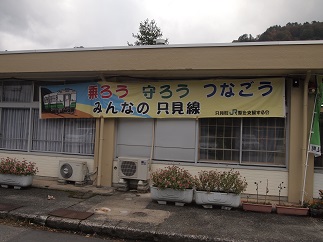 乗ろう 守ろう つなごう
みんなの 只見線